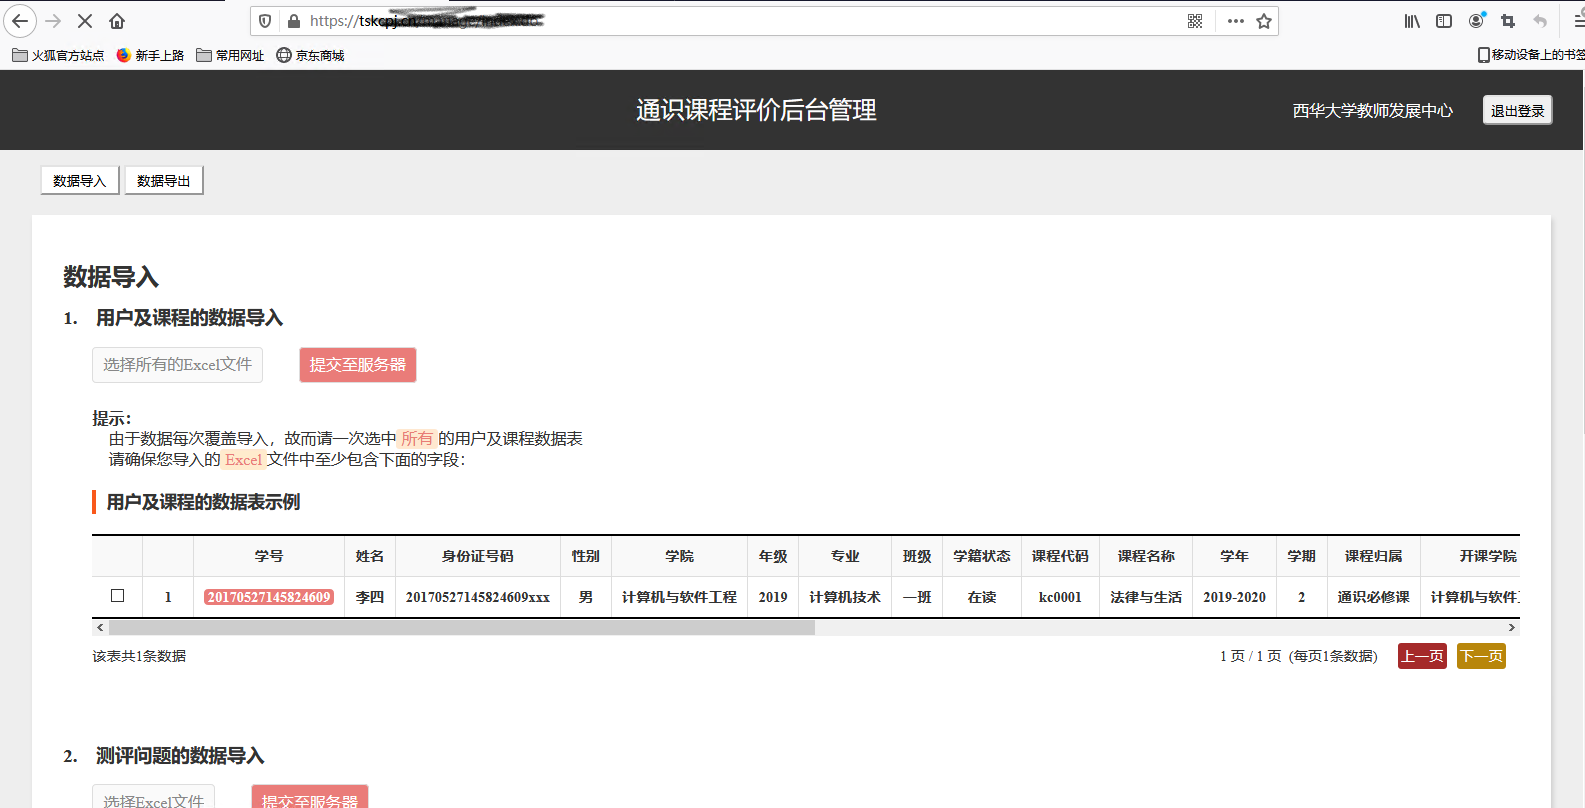 https://tskcpj.cn
火狐官方站点 新手上路 常用网址 京东商城 移动设备上的书签
通识课程评价后台管理 西华大学教师发展中心 退出登录
数据导入 数据导出
数据导入
1. 用户及课程的数据导入
选择所有的Excel文件 提交至服务器
提示：
由于数据每次覆盖导入，故而请一次选中 所有 的用户及课程数据表
请确保您导入的 Excel 文件中至少包含下面的字段：
用户及课程的数据表示例
学号 姓名 身份证号码 性别 学院 年级 专业 班级 学籍状态 课程代码 课程名称 学年 学期 课程归属 开课学院
1 20170527145824609 李四 20170527145824609xxx 男 计算机与软件工程 2019 计算机技术 一班 在读 kc0001 法律与生活 2019-2020 2 通识必修课 计算机与软件
该表共1条数据 1 页 / 1 页 (每页1条数据) 上一页 下一页
2. 测评问题的数据导入
选择Excel文件 提交至服务器